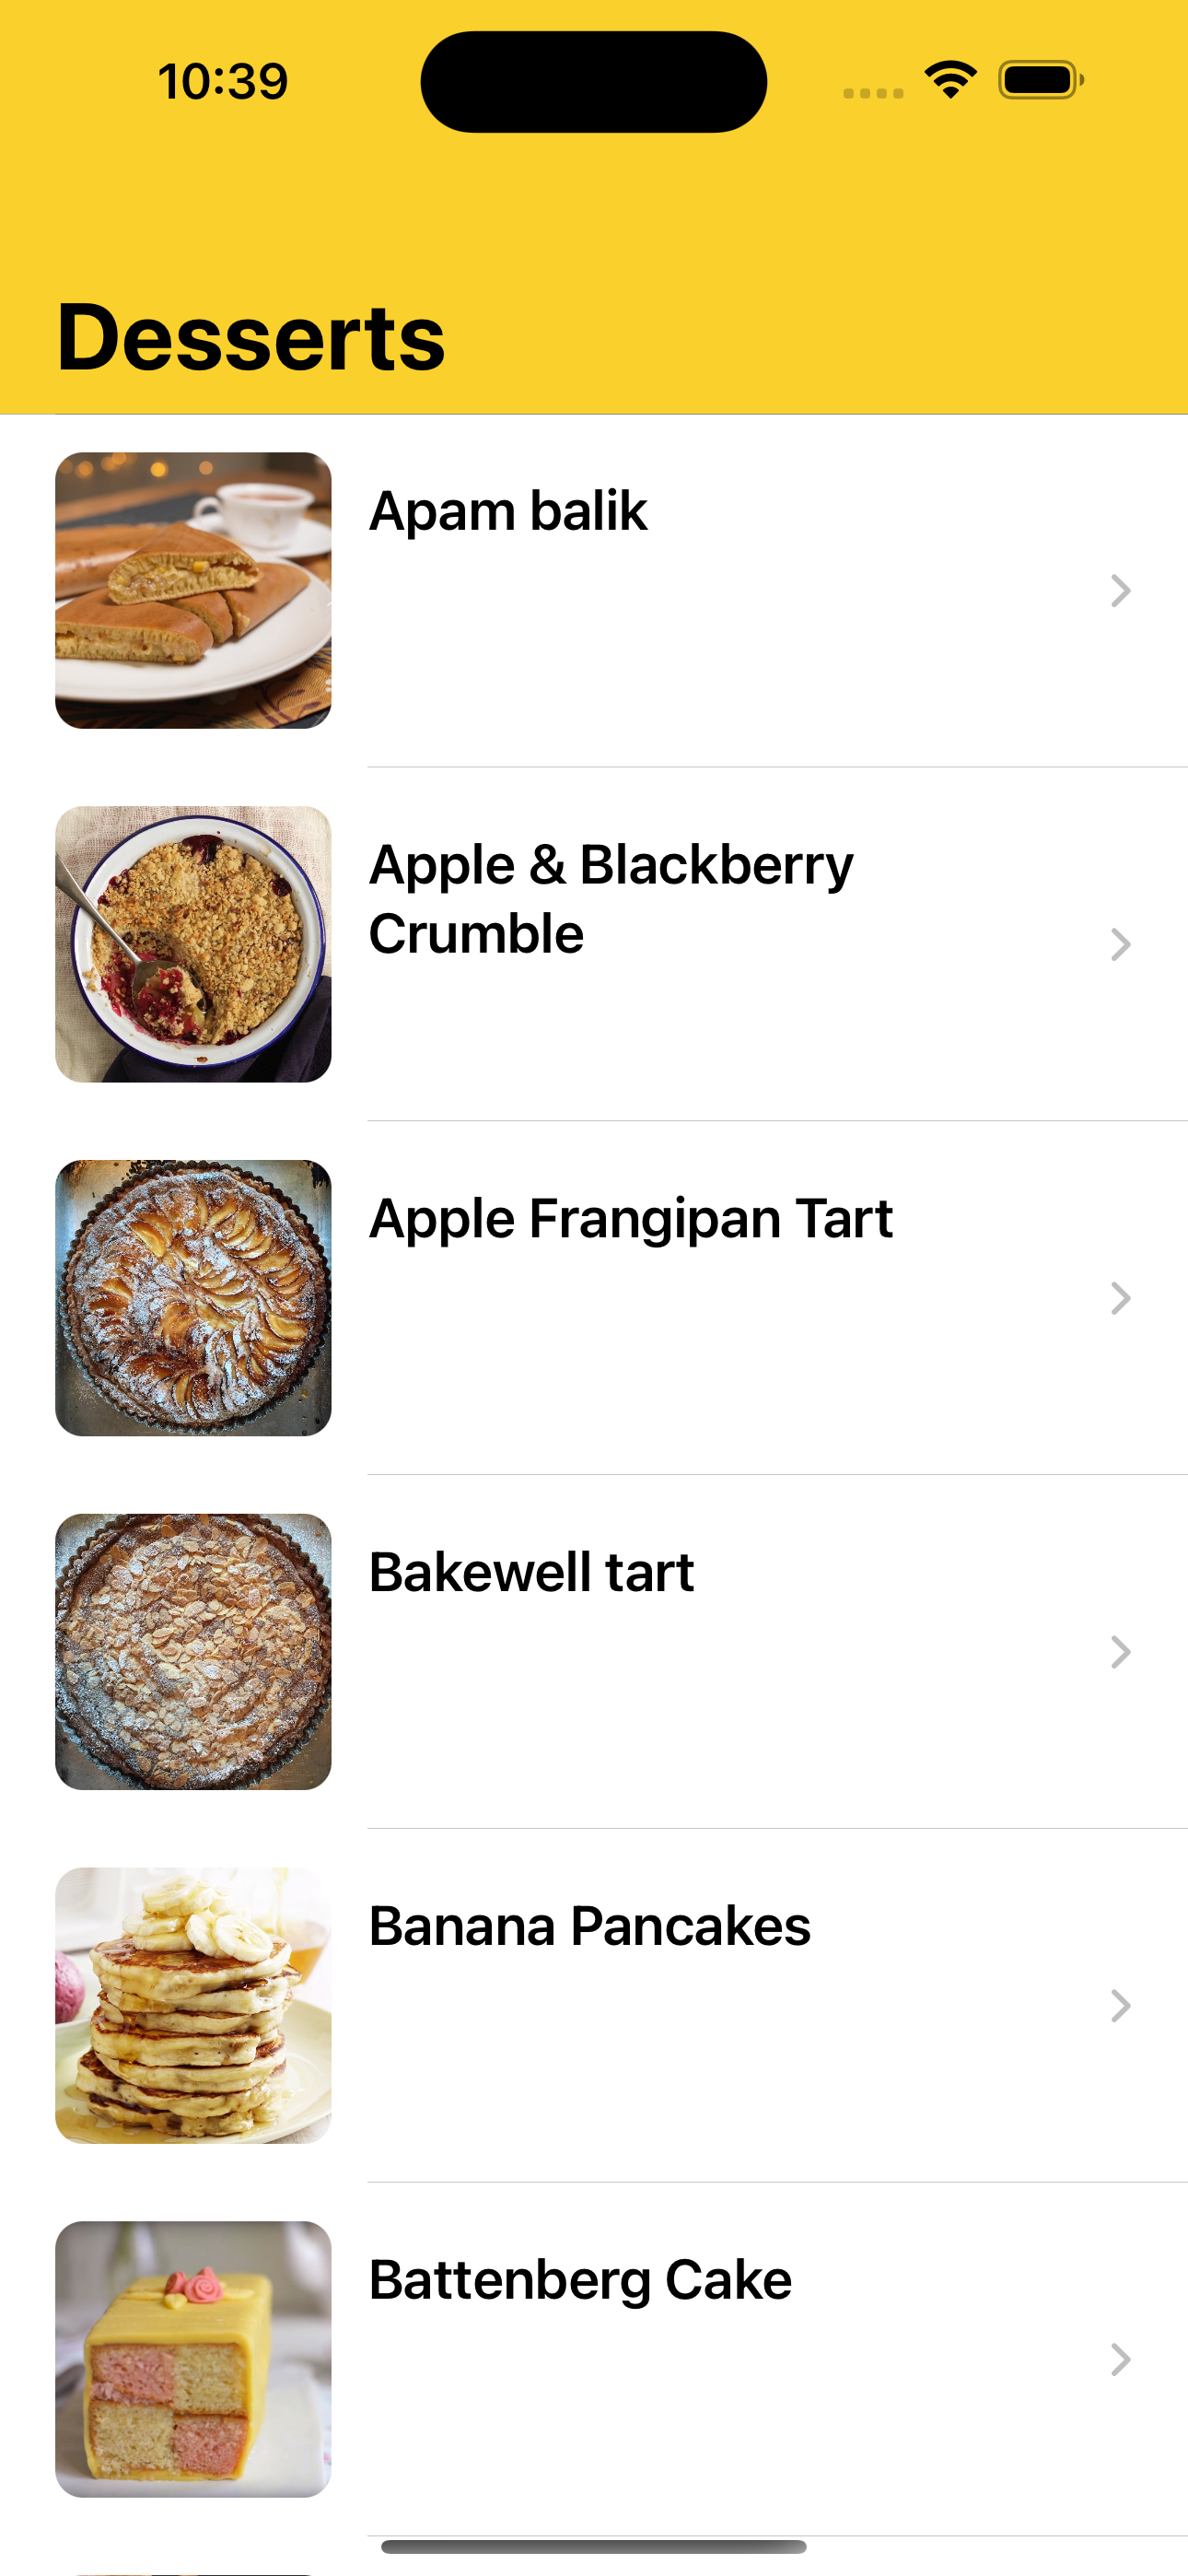 10:39
Desserts
Apam balik
Apple & Blackberry
Crumble
Apple Frangipan Tart
Bakewell tart
Banana Pancakes
Battenberg Cake